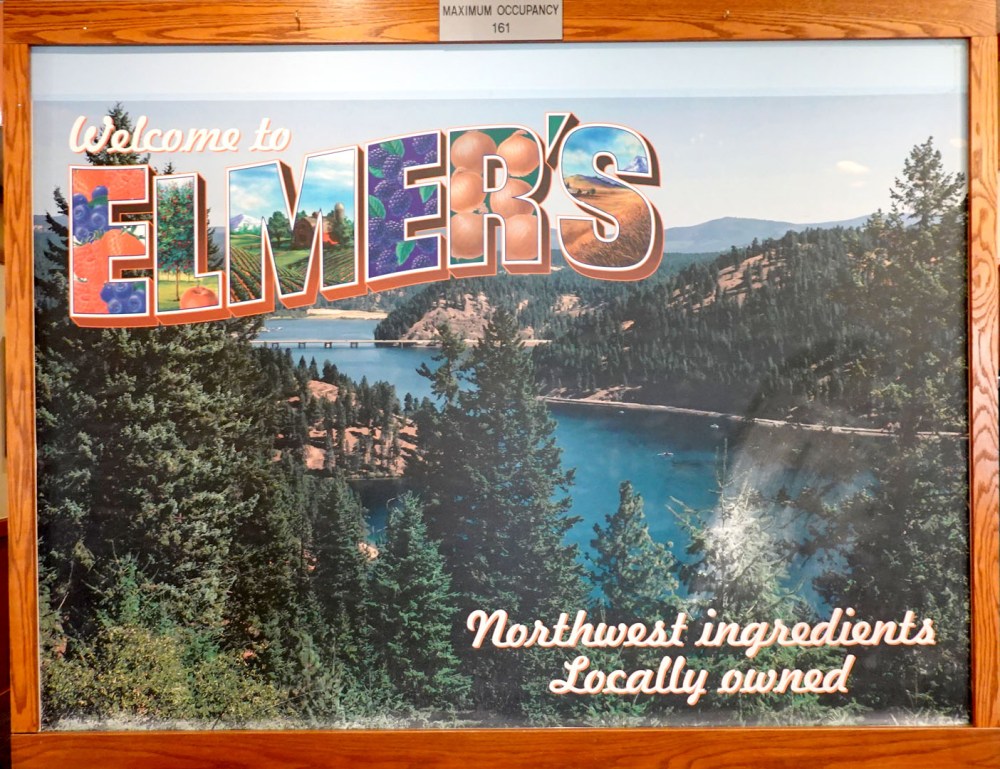 MAXIMUM OCCUPANCY
161
Welcome to
ELMER'S
Northwest ingredients
Locally owned